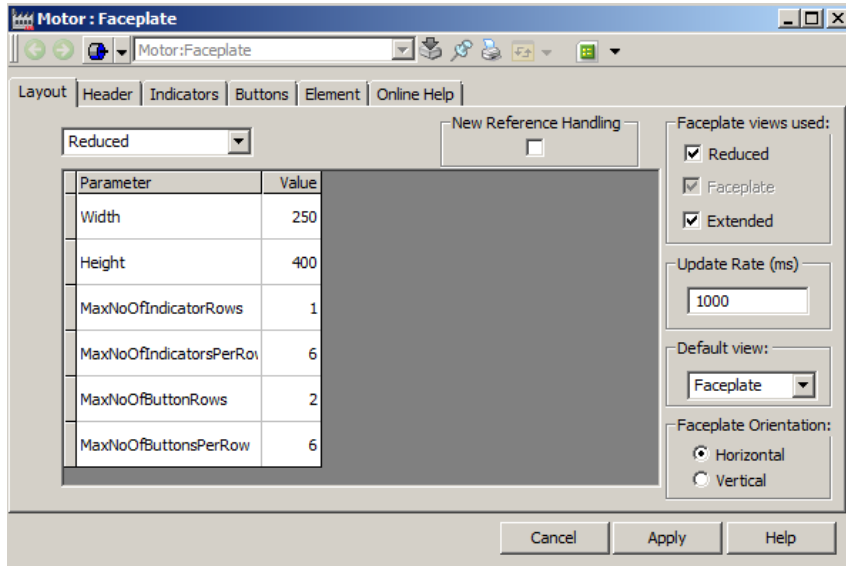 Motor : Faceplate
Motor:Faceplate
Layout Header Indicators Buttons Element Online Help
Reduced
New Reference Handling
Faceplate views used:
Reduced
Faceplate
Extended
Parameter Value
Width 250
Height 400
MaxNoOfIndicatorRows 1
MaxNoOfIndicatorsPerRov 6
MaxNoOfButtonRows 2
MaxNoOfButtonsPerRow 6
Update Rate (ms)
1000
Default view:
Faceplate
Faceplate Orientation:
Horizontal
Vertical
Cancel Apply Help